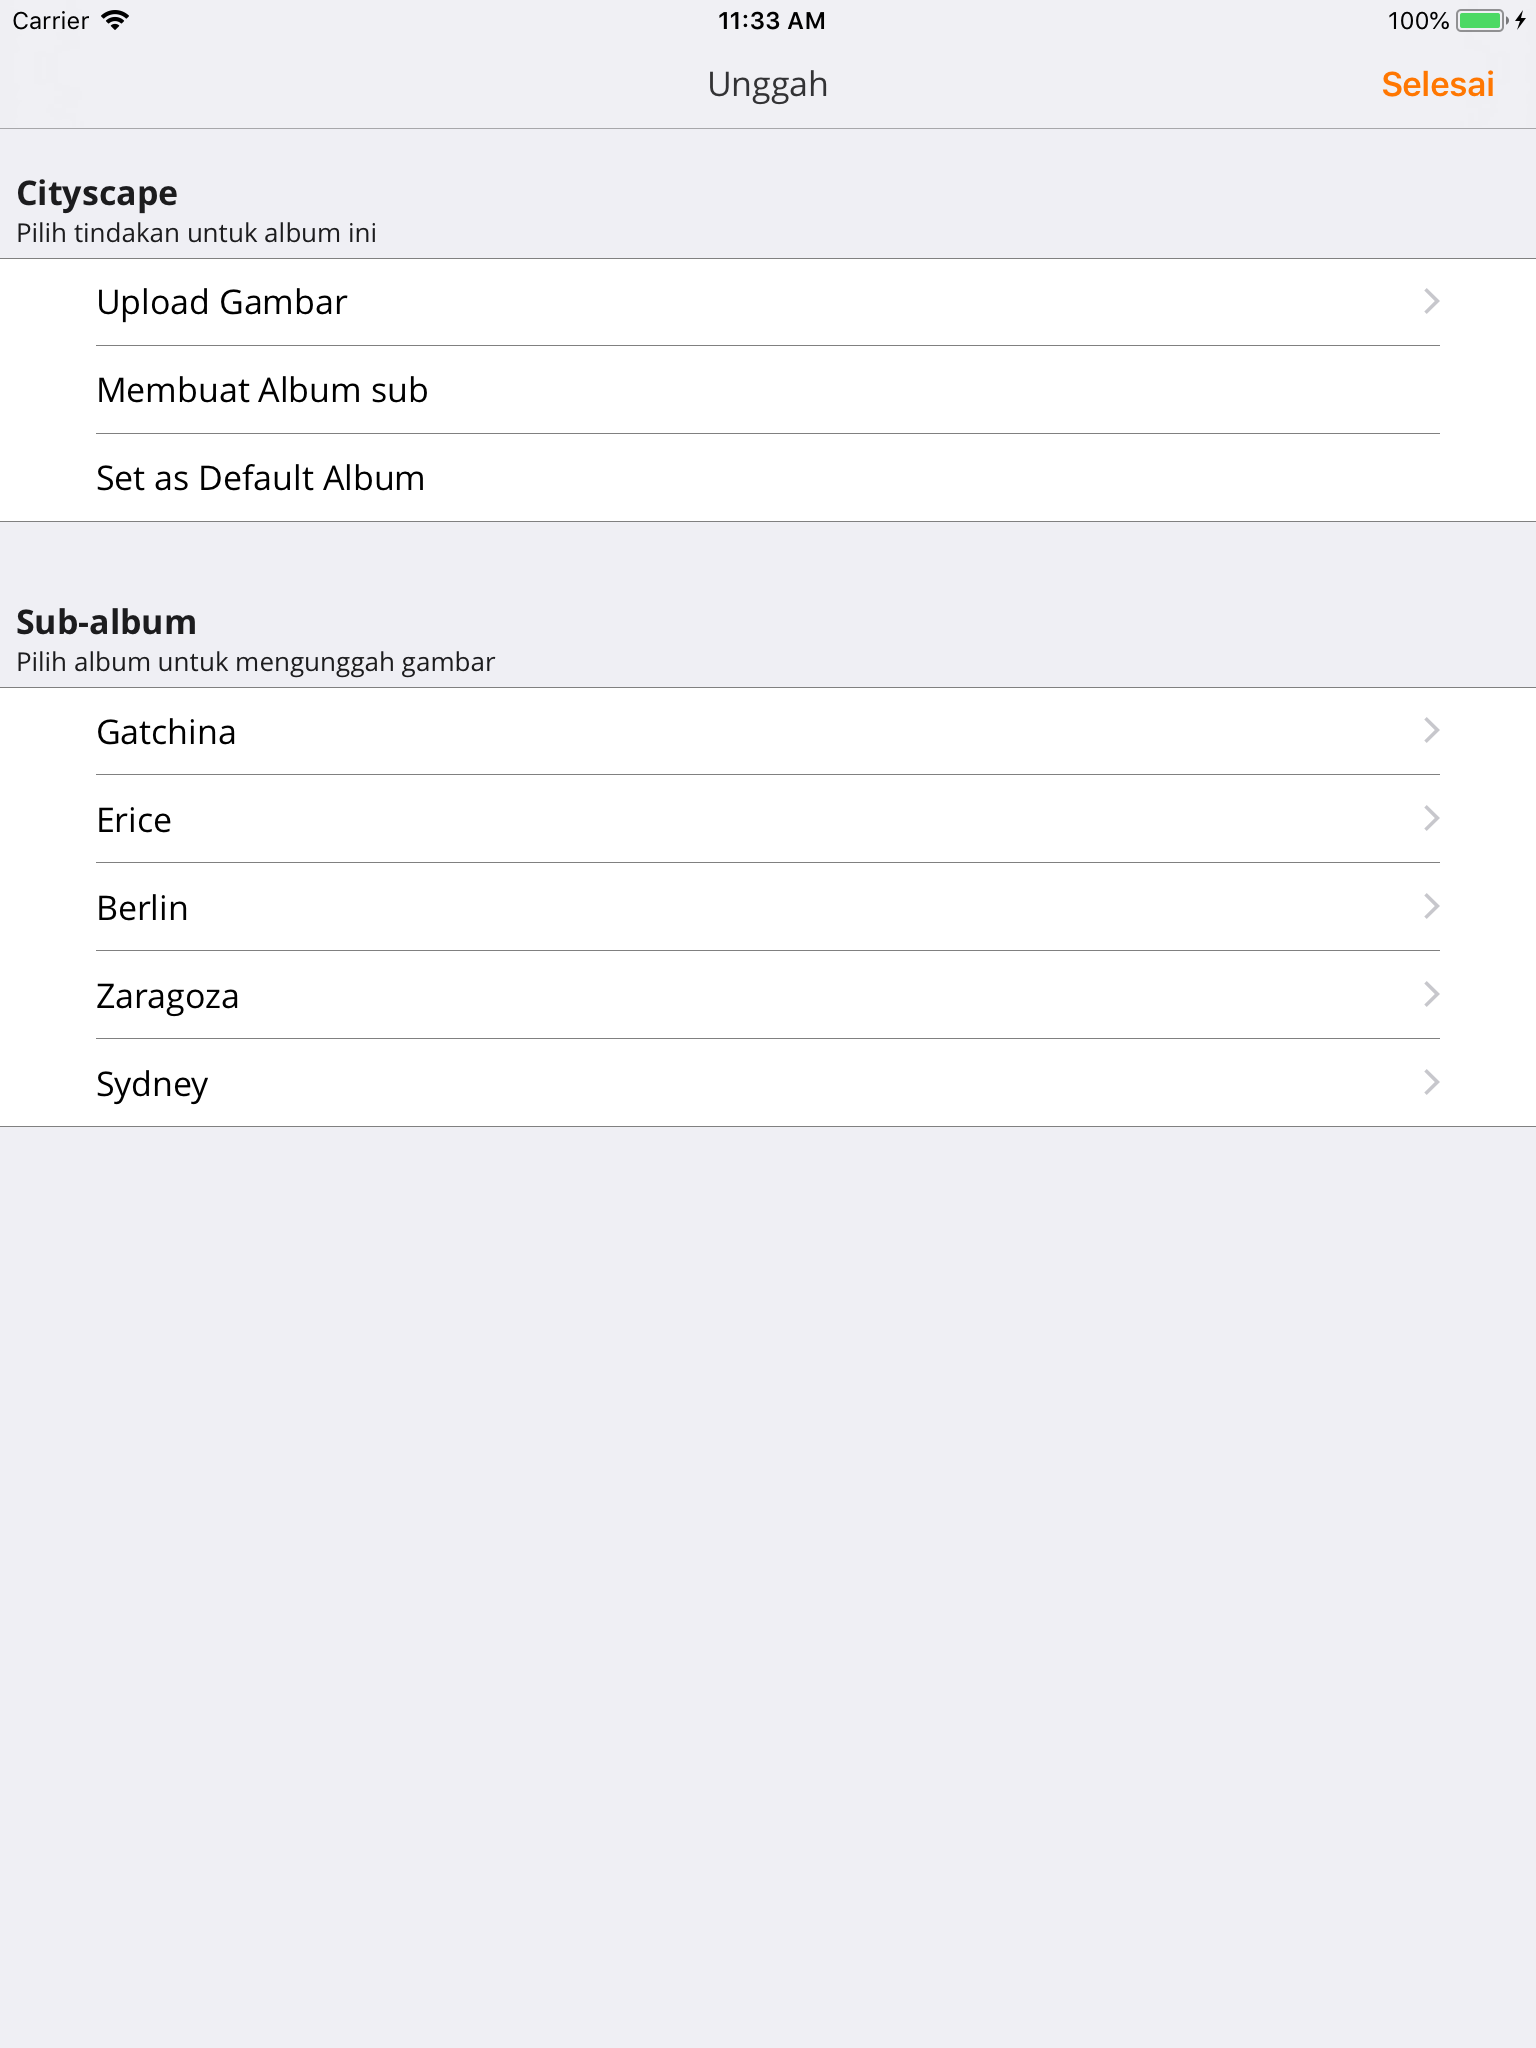 Carrier 11:33 AM 100%
Unggah Selesai
Cityscape
Pilih tindakan untuk album ini
Upload Gambar
Membuat Album sub
Set as Default Album
Sub-album
Pilih album untuk mengunggah gambar
Gatchina
Erice
Berlin
Zaragoza
Sydney